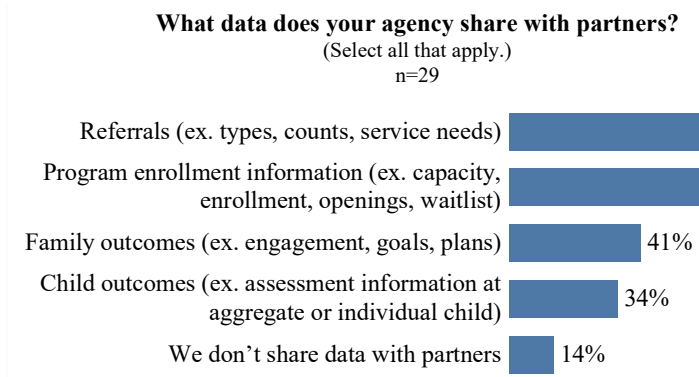 What data does your agency share with partners?
(Select all that apply.)
n=29
Referrals (ex. types, counts, service needs)
Program enrollment information (ex. capacity,
enrollment, openings, waitlist)
Family outcomes (ex. engagement, goals, plans) 41%
Child outcomes (ex. assessment information at
aggregate or individual child) 34%
We don’t share data with partners 14%